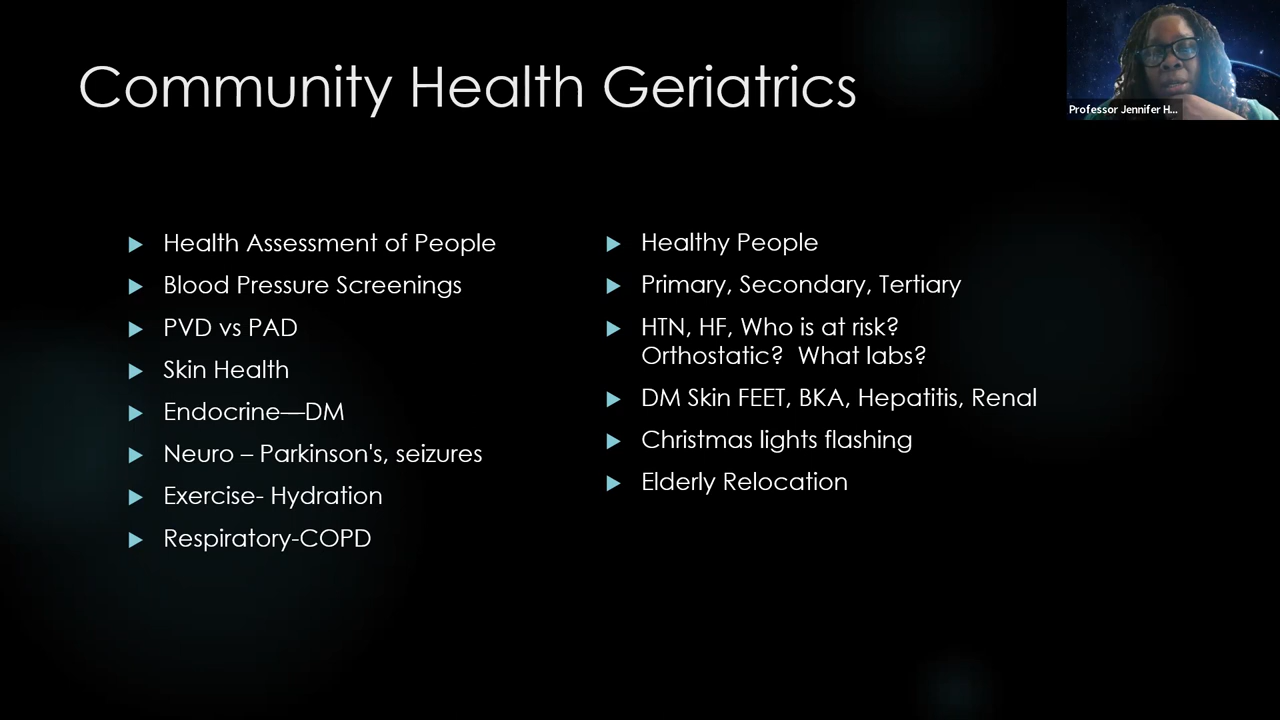 Community Health Geriatrics
Professor Jennifer H...
Health Assessment of People
Blood Pressure Screenings
PVD vs PAD
Skin Health
Endocrine—DM
Neuro – Parkinson's, seizures
Exercise- Hydration
Respiratory-COPD
Healthy People
Primary, Secondary, Tertiary
HTN, HF, Who is at risk?
Orthostatic?  What labs?
DM Skin FEET, BKA, Hepatitis, Renal
Christmas lights flashing
Elderly Relocation